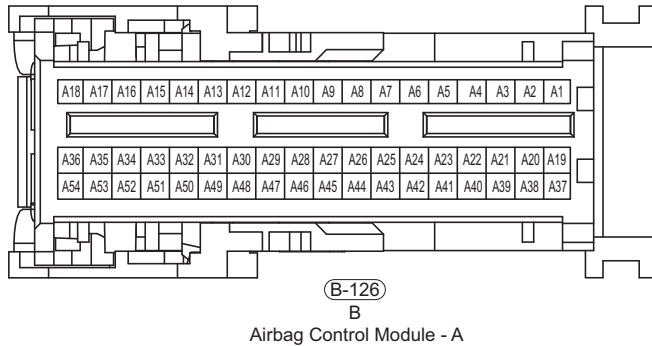 A18 A17 A16 A15 A14 A13 A12 A11 A10 A9 A8 A7 A6 A5 A4 A3 A2 A1
A36 A35 A34 A33 A32 A31 A30 A29 A28 A27 A26 A25 A24 A23 A22 A21 A20 A19
A54 A53 A52 A51 A50 A49 A48 A47 A46 A45 A44 A43 A42 A41 A40 A39 A38 A37
B-126
B
Airbag Control Module - A